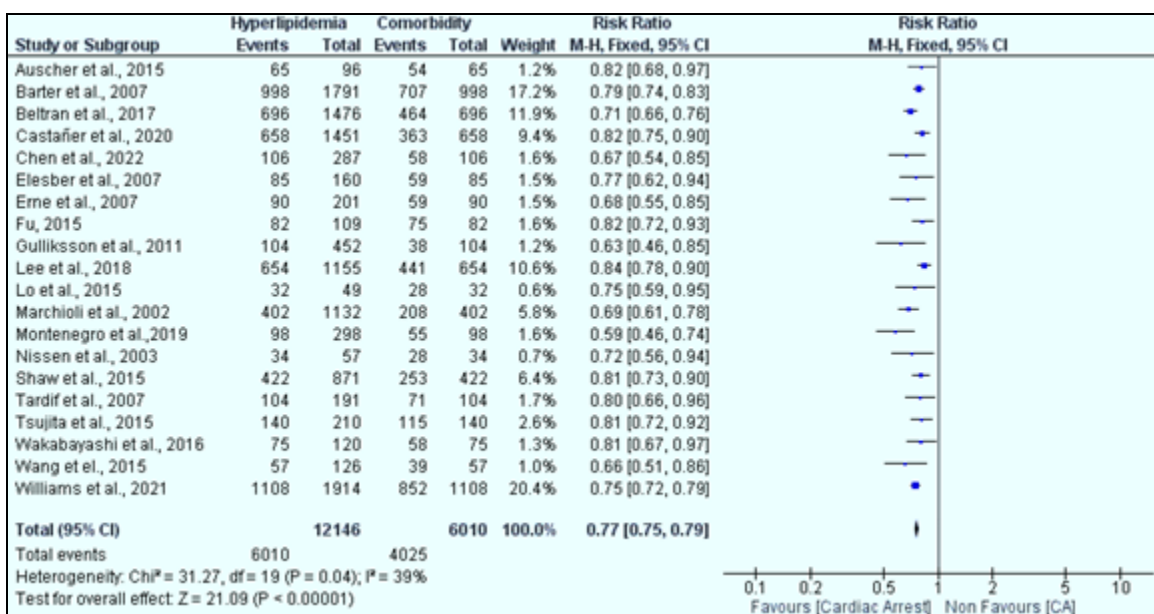 Hyperlipidemia Comorbidity Risk Ratio Risk Ratio
Study or Subgroup Events Total Events Total Weight M-H, Fixed, 95% CI M-H, Fixed, 95% CI
Auscher et al., 2015 65 96 54 65 1.2% 0.82 [0.68, 0.97]
Barter et al., 2007 998 1791 707 998 17.2% 0.79 [0.74, 0.83]
Beltran et al., 2017 696 1476 464 696 11.9% 0.71 [0.66, 0.76]
Castañer et al., 2020 658 1451 363 658 9.4% 0.82 [0.75, 0.90]
Chen et al., 2022 106 287 58 106 1.6% 0.67 [0.54, 0.85]
Elesber et al., 2007 85 160 59 85 1.5% 0.77 [0.62, 0.94]
Erne et al., 2007 90 201 59 90 1.5% 0.68 [0.55, 0.85]
Fu, 2015 82 109 75 82 1.6% 0.82 [0.72, 0.93]
Gulliksson et al., 2011 104 452 38 104 1.2% 0.63 [0.46, 0.85]
Lee et al., 2018 654 1155 441 654 10.6% 0.84 [0.78, 0.90]
Lo et al., 2015 32 49 28 32 0.6% 0.75 [0.59, 0.95]
Marchioli et al., 2002 402 1132 208 402 5.8% 0.69 [0.61, 0.78]
Montenegro et al.,2019 98 298 55 98 1.6% 0.59 [0.46, 0.74]
Nissen et al., 2003 34 57 28 34 0.7% 0.72 [0.56, 0.94]
Shaw et al., 2015 422 871 253 422 6.4% 0.81 [0.73, 0.90]
Tardif et al., 2007 104 191 71 104 1.7% 0.80 [0.66, 0.96]
Tsujita et al., 2015 140 210 115 140 2.6% 0.81 [0.72, 0.92]
Wakabayashi et al., 2016 75 120 58 75 1.3% 0.81 [0.67, 0.97]
Wang et el., 2015 57 126 39 57 1.0% 0.66 [0.51, 0.86]
Williams et al., 2021 1108 1914 852 1108 20.4% 0.75 [0.72, 0.79]
Total (95% CI) 12146 6010 100.0% 0.77 [0.75, 0.79]
Total events 6010 4025
Heterogeneity: Chi² = 31.27, df = 19 (P = 0.04); I² = 39%
Test for overall effect: Z = 21.09 (P < 0.00001)
0.1 0.2 0.5 1 2 5 10
Favours [Cardiac Arrest] Non Favours [CA]